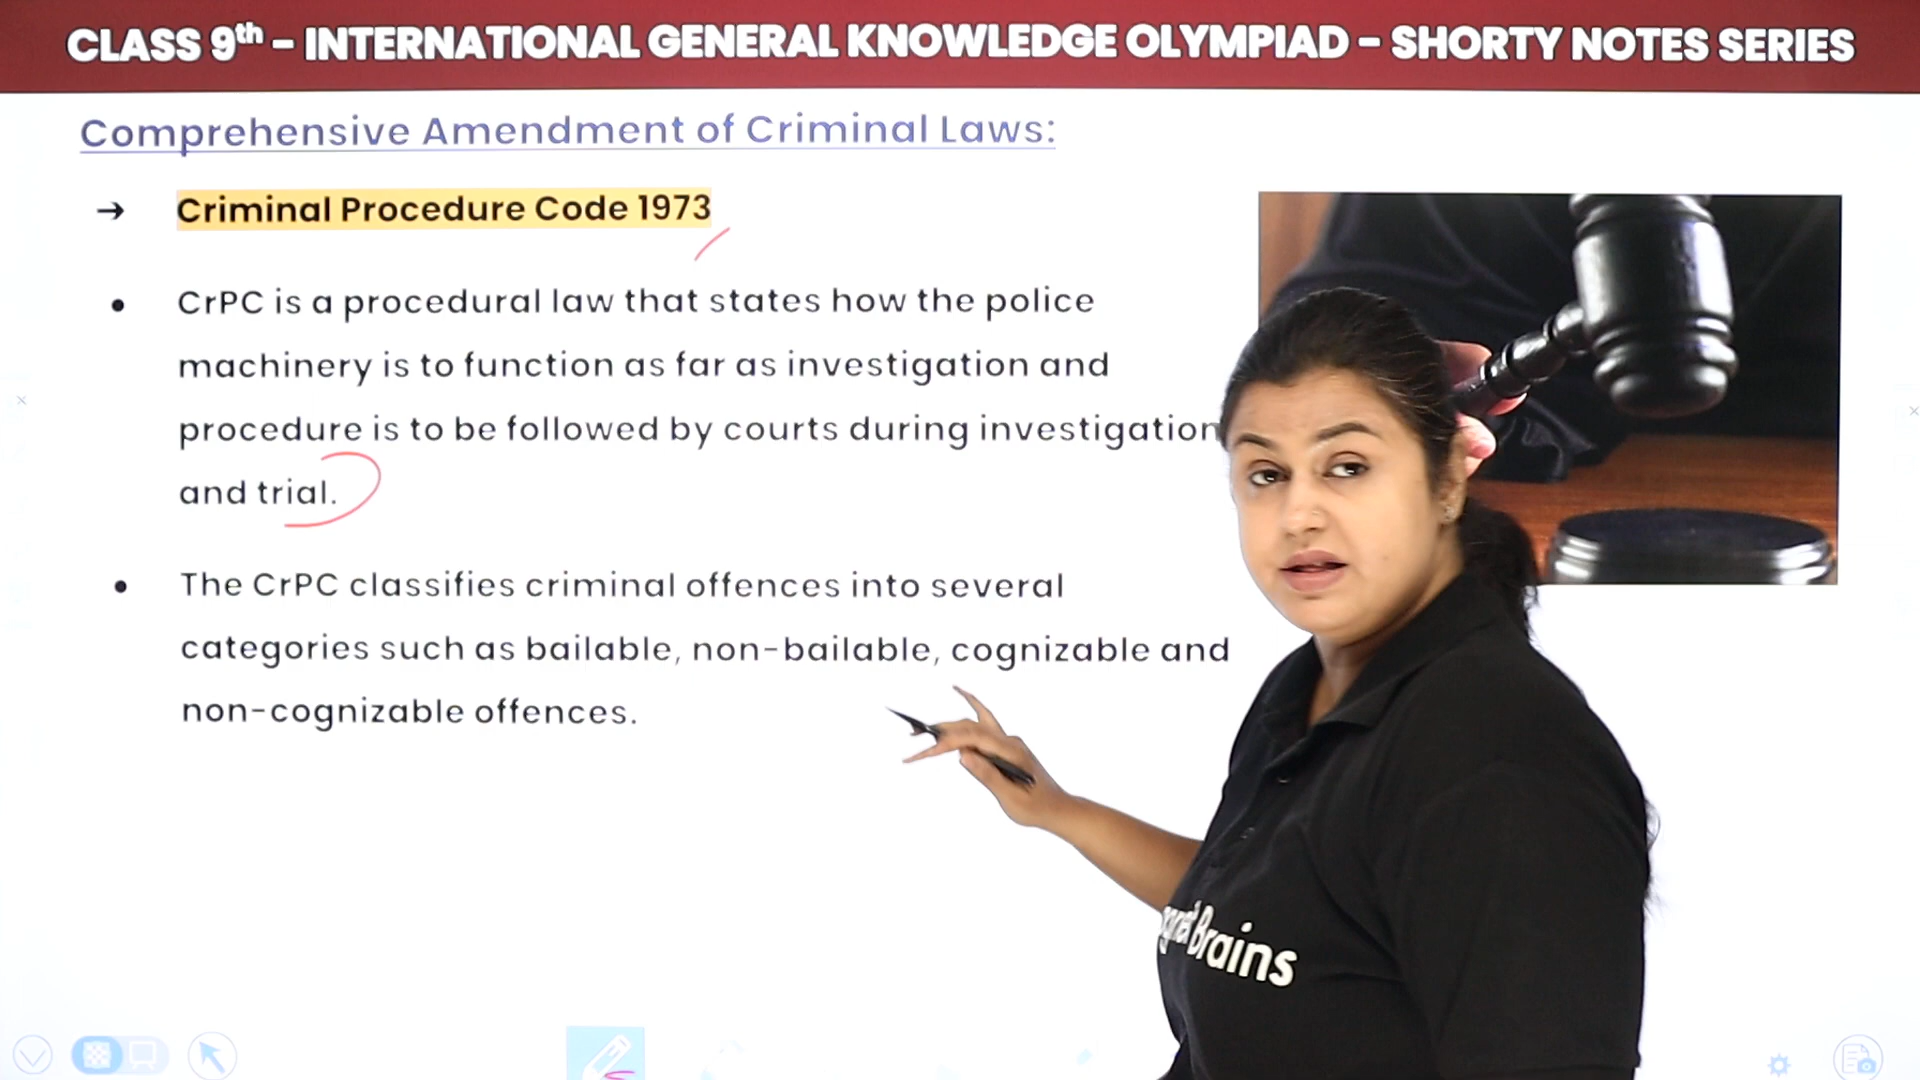 CLASS 9th – INTERNATIONAL GENERAL KNOWLEDGE OLYMPIAD – SHORTY NOTES SERIES
Comprehensive Amendment of Criminal Laws:
→ Criminal Procedure Code 1973
• CrPC is a procedural law that states how the police
machinery is to function as far as investigation and
procedure is to be followed by courts during investigation
and trial.
• The CrPC classifies criminal offences into several
categories such as bailable, non-bailable, cognizable and
non-cognizable offences.
Brains